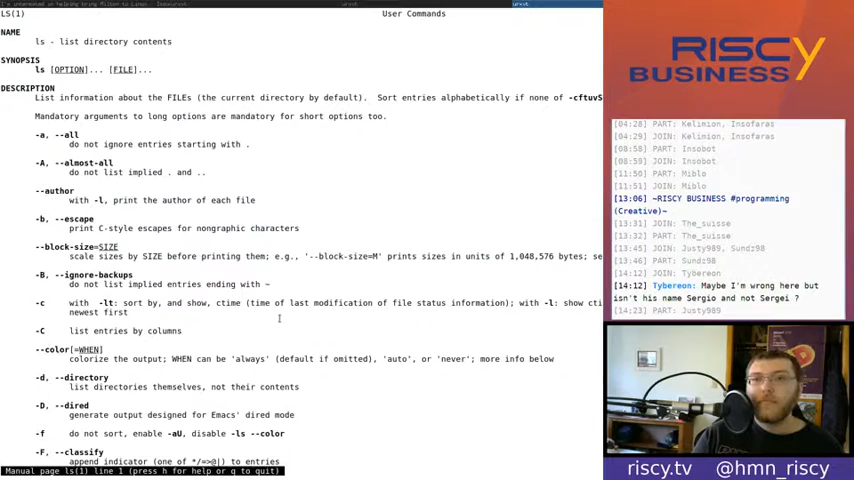 I'm interested in helping bring Milton to Linux
urxvt
urxvt
LS(1)
User Commands
NAME
ls - list directory contents
SYNOPSIS
ls [OPTION]... [FILE]...
DESCRIPTION
List information about the FILEs (the current directory by default).  Sort entries alphabetically if none of -cftuvS
Mandatory arguments to long options are mandatory for short options too.
-a, --all
do not ignore entries starting with .
-A, --almost-all
do not list implied . and ..
--author
with -l, print the author of each file
-b, --escape
print C-style escapes for nongraphic characters
--block-size=SIZE
scale sizes by SIZE before printing them; e.g., '--block-size=M' prints sizes in units of 1,048,576 bytes; se
-B, --ignore-backups
do not list implied entries ending with ~
-c with -lt: sort by, and show, ctime (time of last modification of file status information); with -l: show cti
newest first
-C list entries by columns
--color[=WHEN]
colorize the output; WHEN can be 'always' (default if omitted), 'auto', or 'never'; more info below
-d, --directory
list directories themselves, not their contents
-D, --dired
generate output designed for Emacs' dired mode
-f do not sort, enable -aU, disable -ls --color
-F, --classify
append indicator (one of */=>@|) to entries
Manual page ls(1) line 1 (press h for help or q to quit)
RISCY
BUSINESS
[04:28] PART: Kelimion, Insofaras
[04:29] JOIN: Kelimion, Insofaras
[08:58] PART: Insobot
[08:59] JOIN: Insobot
[11:50] PART: Miblo
[11:51] JOIN: Miblo
[13:06] ~RISCY BUSINESS #programming
(Creative)~
[13:31] JOIN: The_suisse
[13:32] PART: The_suisse
[13:45] JOIN: Justy989, Sundz98
[13:46] PART: Sundz98
[14:12] JOIN: Tybereon
[14:12] Tybereon: Maybe I'm wrong here but
isn't his name Sergio and not Sergei ?
[14:23] PART: Justy989
riscy.tv @hmn_riscy